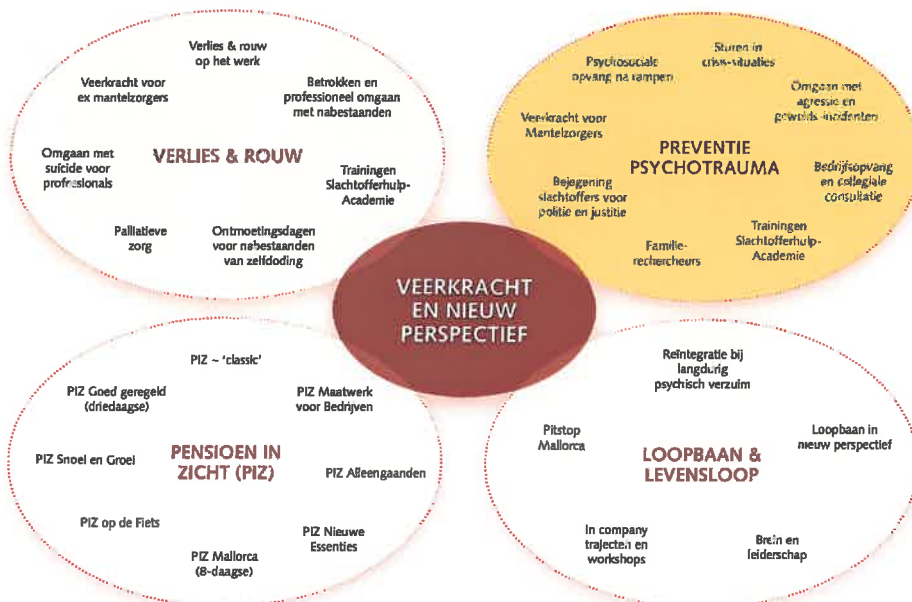 Verlies & rouw
op het werk
Veerkracht voor
ex mantelzorgers
Betrokken en
professioneel omgaan
met nabestaanden
Omgaan met
suïcide voor
professionals
VERLIES & ROUW
Trainingen
Slachtofferhulp-
Academie
Palliatieve
zorg
Ontmoetingsdagen
voor nabestaanden
van zelfdoding
Psychosociale
opvang na rampen
Sturen in
crisis-situaties
Omgaan met
agressie en
gewelds-incidenten
Veerkracht voor
Mantelzorgers
PREVENTIE
PSYCHOTRAUMA
Bejegening
slachtoffers voor
politie en justitie
Bedrijfsopvang
en collegiale
consultatie
Familie-
rechercheurs
Trainingen
Slachtofferhulp-
Academie
VEERKRACHT
EN NIEUW
PERSPECTIEF
PIZ ~ 'classic'
PIZ Goed geregeld
(driedaagse)
PIZ Maatwerk
voor Bedrijven
PIZ Snoei en Groei
PENSIOEN IN
ZICHT (PIZ)
PIZ Alleengaanden
PIZ op de Fiets
PIZ Nieuwe
Essenties
PIZ Mallorca
(8-daagse)
Reïntegratie bij
langdurig
psychisch verzuim
Pitstop
Mallorca
Loopbaan in
nieuw perspectief
LOOPBAAN &
LEVENSLOOP
In company
trajecten en
workshops
Brein en
leiderschap